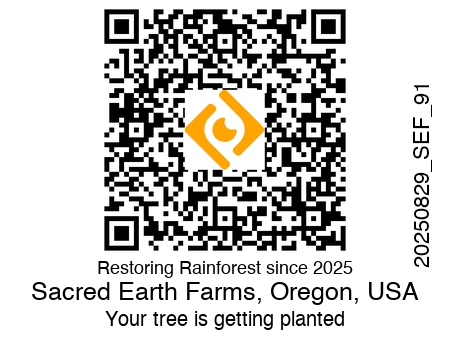 Restoring Rainforest since 2025
Sacred Earth Farms, Oregon, USA
Your tree is getting planted
20250829_SEF_91